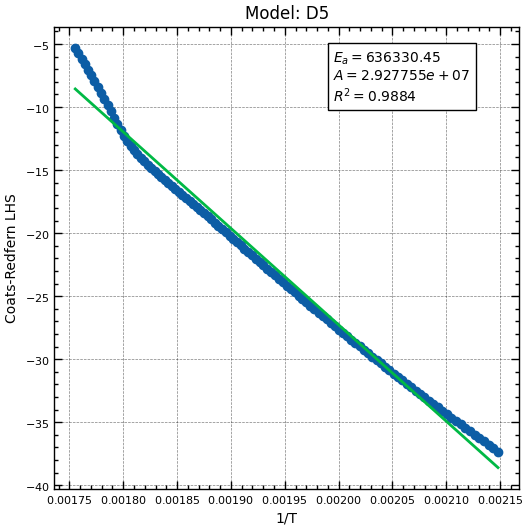 Model: D5
E_a = 636330.45
A = 2.927755e + 07
R² = 0.9884
Coats-Redfern LHS
−5
−10
−15
−20
−25
−30
−35
−40
0.00175 0.00180 0.00185 0.00190 0.00195 0.00200 0.00205 0.00210 0.00215
1/T